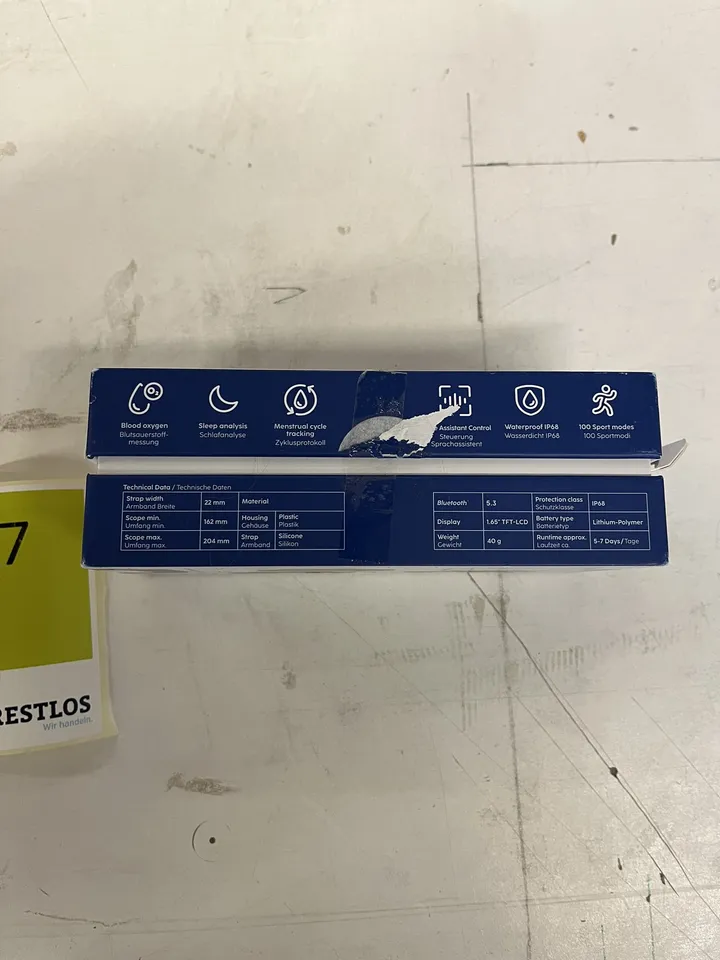 O₂
Blood oxygen
Blutsauerstoff-
messung
Sleep analysis
Schlafanalyse
Menstrual cycle
tracking
Zyklusprotokoll
Assistant Control
Steuerung
Sprachassistent
Waterproof IP68
Wasserdicht IP68
100 Sport modes
100 Sportmodi
Technical Data / Technische Daten
Strap width
Armband Breite
22 mm
Material
Scope min.
Umfang min.
162 mm
Housing
Gehäuse
Plastic
Plastik
Scope max.
Umfang max.
204 mm
Strap
Armband
Silicone
Silikon
Bluetooth
5.3
Protection class
Schutzklasse
IP68
Display
1.65" TFT-LCD
Battery type
Batterietyp
Lithium-Polymer
Weight
Gewicht
40 g
Runtime approx.
Laufzeit ca.
5-7 Days/Tage
7
RESTLOS
Wir handeln.